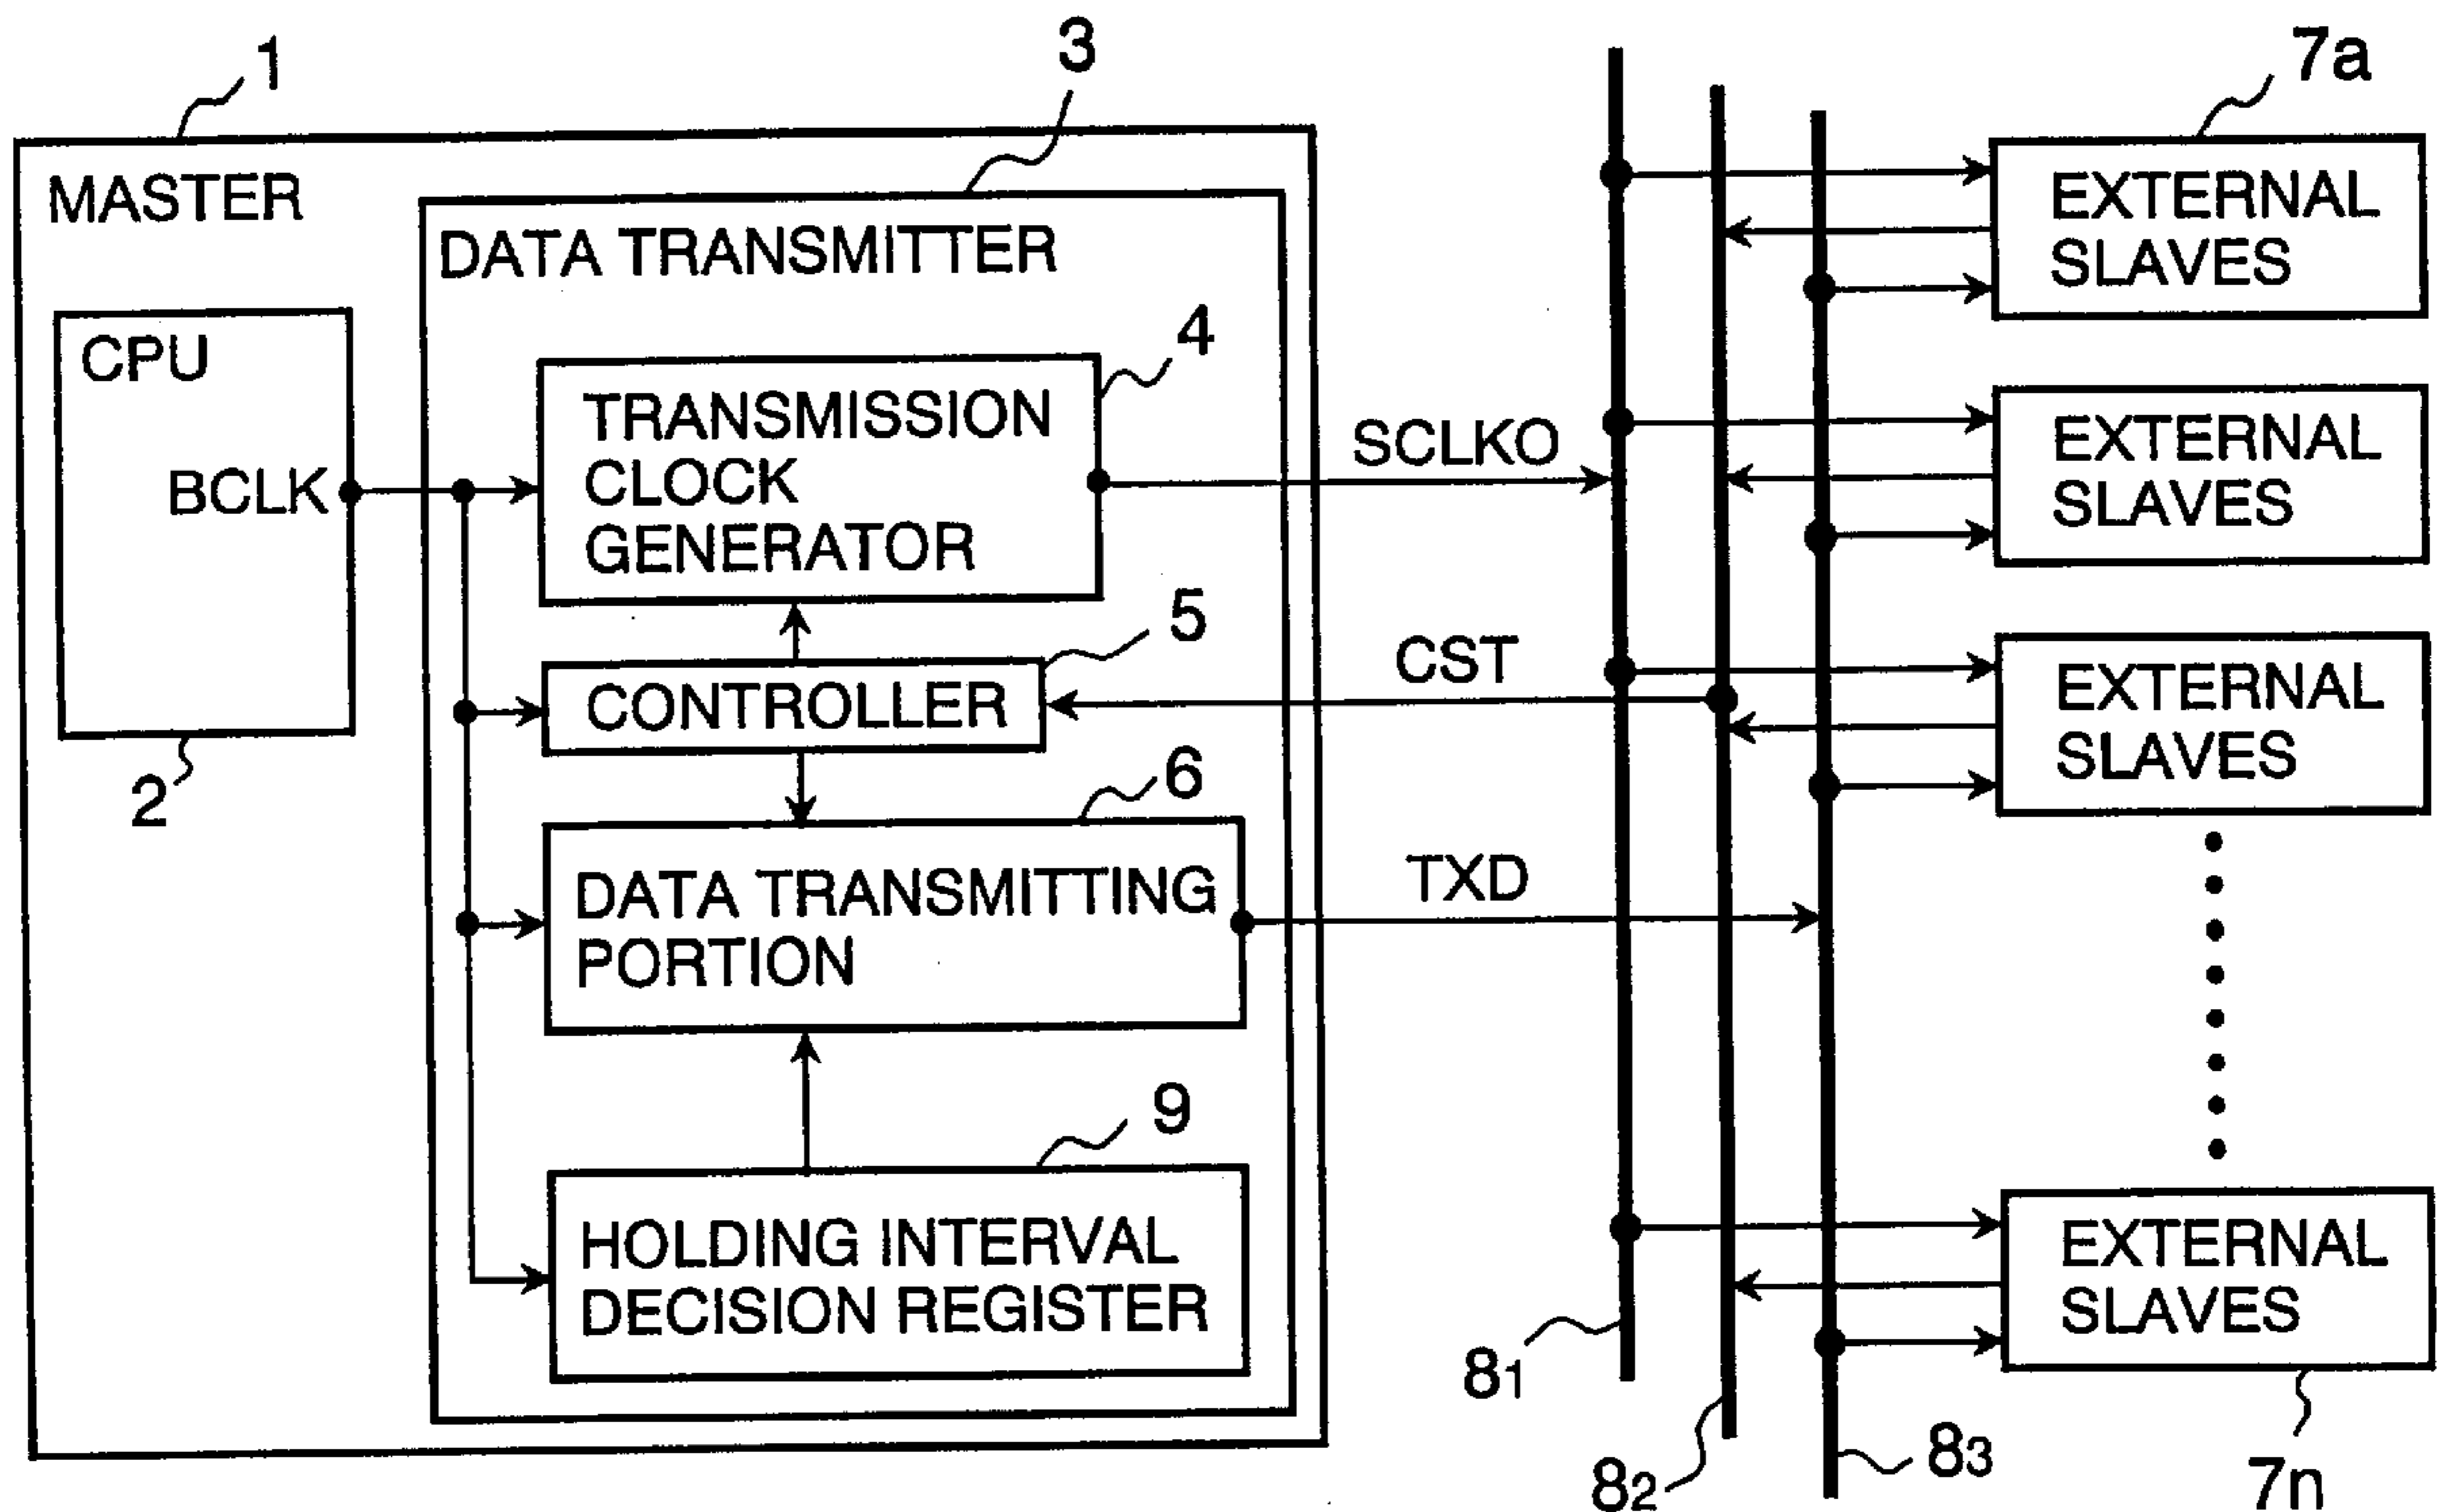 1
3
7a
MASTER
DATA TRANSMITTER
EXTERNAL
SLAVES
CPU
BCLK
4
TRANSMISSION
CLOCK
GENERATOR
SCLKO
EXTERNAL
SLAVES
2
5
CONTROLLER
CST
EXTERNAL
SLAVES
6
DATA TRANSMITTING
PORTION
TXD
9
HOLDING INTERVAL
DECISION REGISTER
EXTERNAL
SLAVES
81
82
83
7n